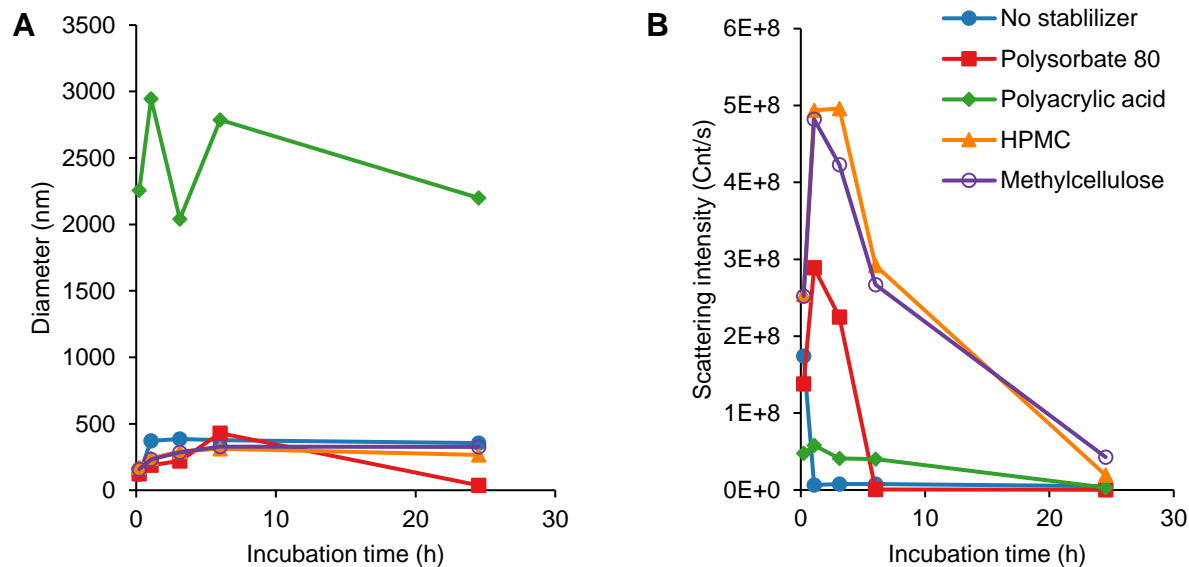 A
3500
3000
2500
2000
1500
1000
500
0
Diameter (nm)
0 10 20 30
Incubation time (h)
B
6E+8
5E+8
4E+8
3E+8
2E+8
1E+8
0E+0
Scattering intensity (Cnt/s)
0 10 20 30
Incubation time (h)
No stablilizer
Polysorbate 80
Polyacrylic acid
HPMC
Methylcellulose